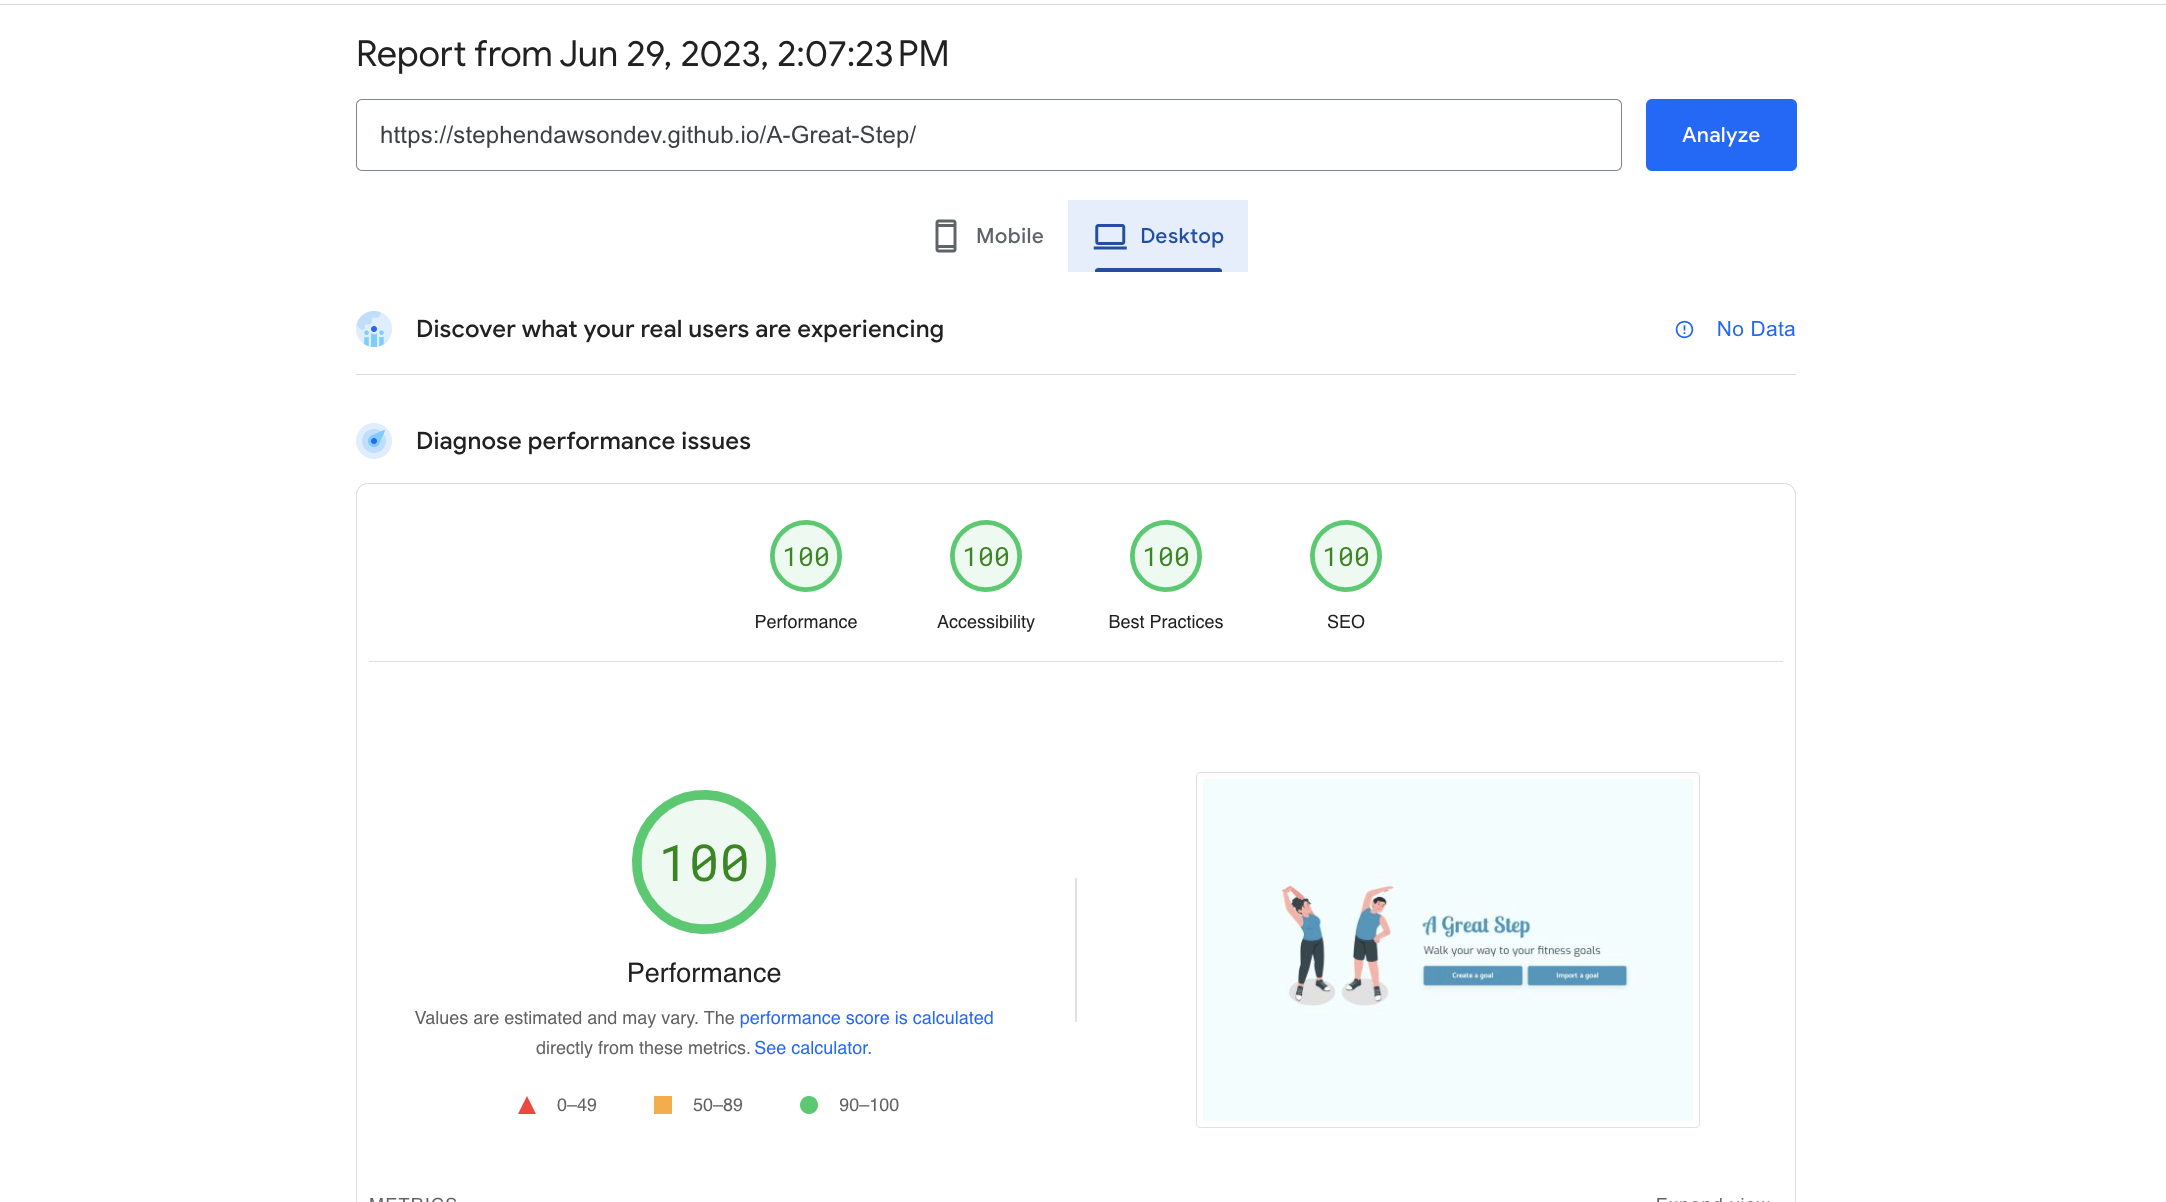 Report from Jun 29, 2023, 2:07:23 PM
https://stephendawsondev.github.io/A-Great-Step/
Analyze
Mobile
Desktop
Discover what your real users are experiencing
No Data
Diagnose performance issues
100
100
100
100
Performance
Accessibility
Best Practices
SEO
100
Performance
Values are estimated and may vary. The performance score is calculated
directly from these metrics. See calculator.
0–49
50–89
90–100
A Great Step
Walk your way to your fitness goals
Create a goal
Import a goal
METRICS
Expand view